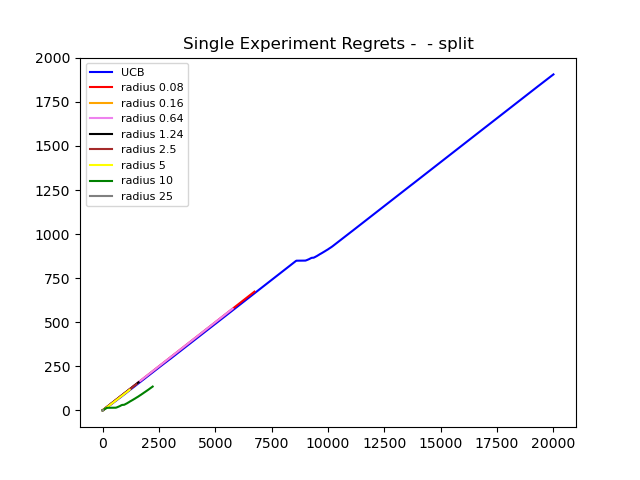 Single Experiment Regrets -  - split
2000
1750
1500
1250
1000
750
500
250
0
UCB
radius 0.08
radius 0.16
radius 0.64
radius 1.24
radius 2.5
radius 5
radius 10
radius 25
0 2500 5000 7500 10000 12500 15000 17500 20000